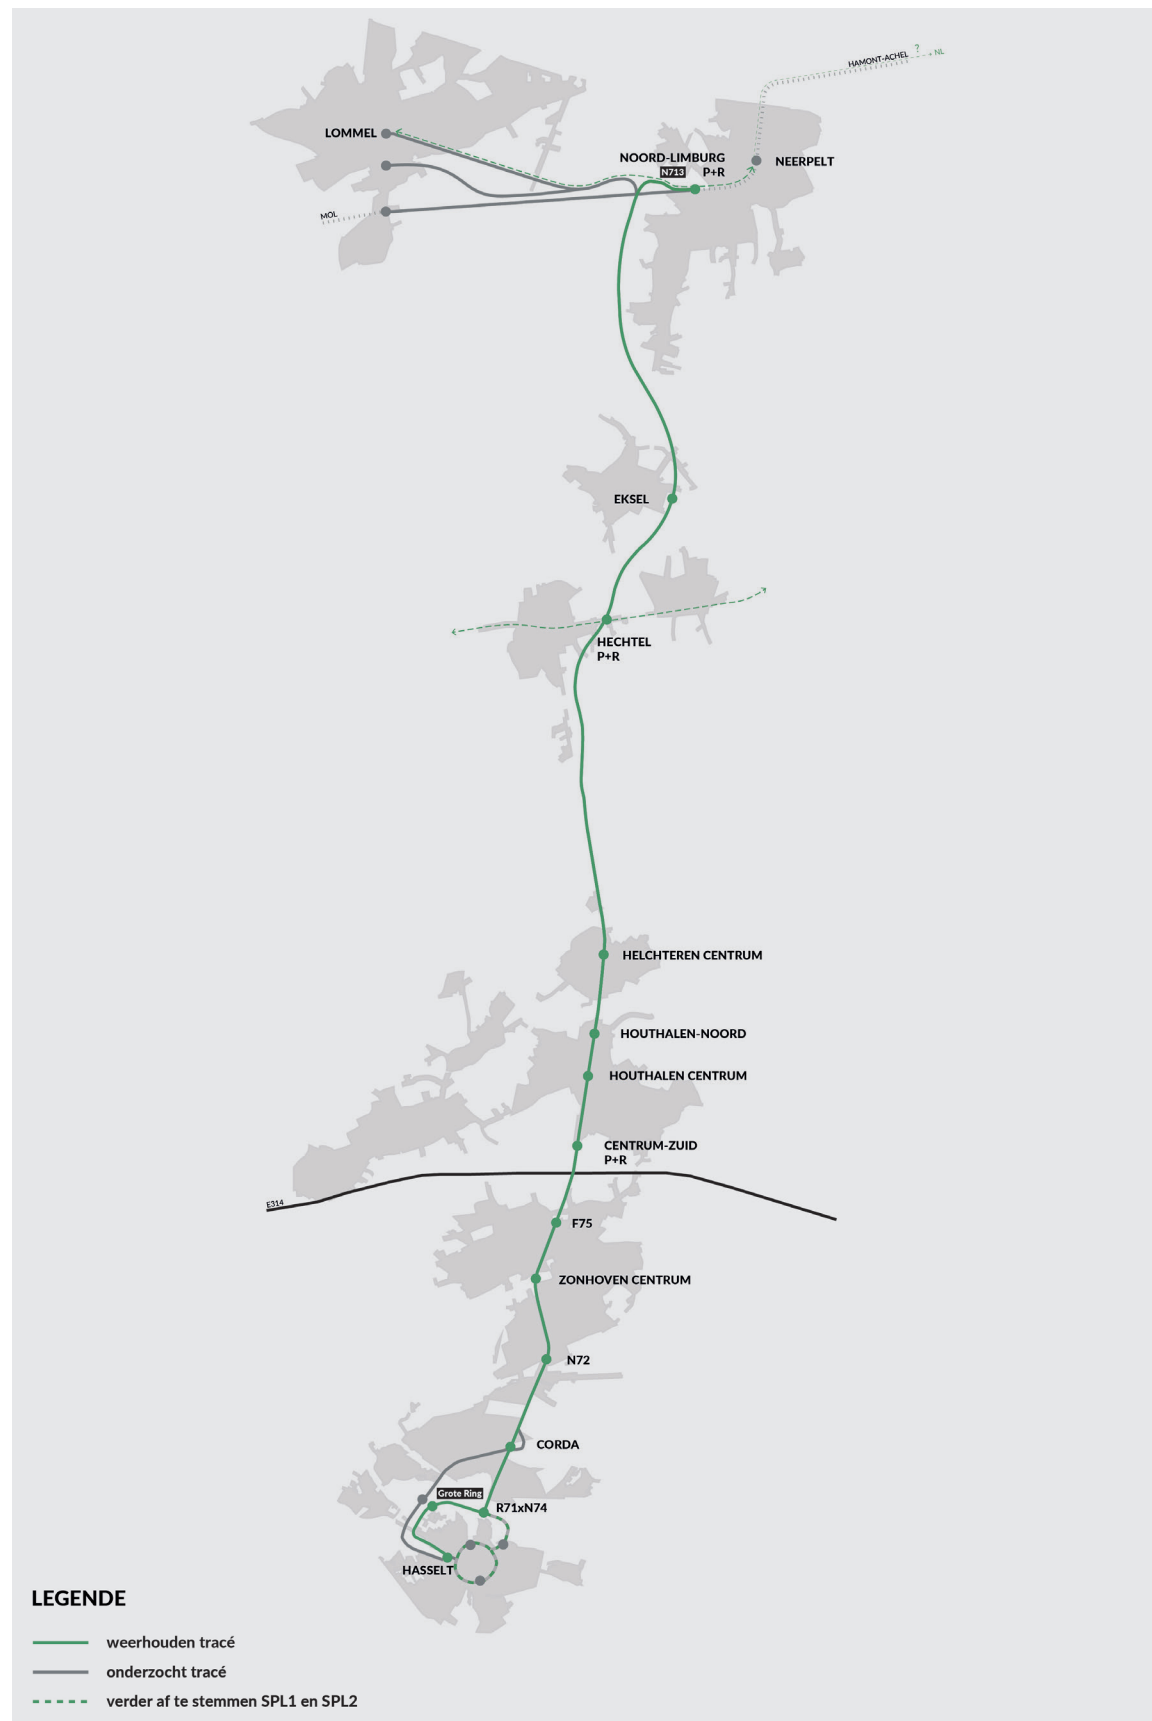 HAMONT-ACHEL
?
NL
LOMMEL
NOORD-LIMBURG
P+R
N713
NEERPELT
MOL
EKSEL
HECHTEL
P+R
HELCHTEREN CENTRUM
HOUTHALEN-NOORD
HOUTHALEN CENTRUM
CENTRUM-ZUID
P+R
E314
F75
ZONHOVEN CENTRUM
N72
CORDA
Grote Ring
R71xN74
HASSELT
LEGENDE
weerhouden tracé
onderzocht tracé
verder af te stemmen SPL1 en SPL2